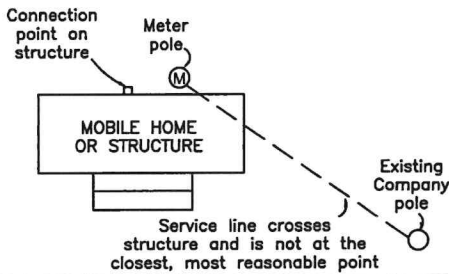 Connection
point on
structure
Meter
pole
M
MOBILE HOME
OR STRUCTURE
Existing
Company
pole
Service line crosses
structure and is not at the
closest, most reasonable point